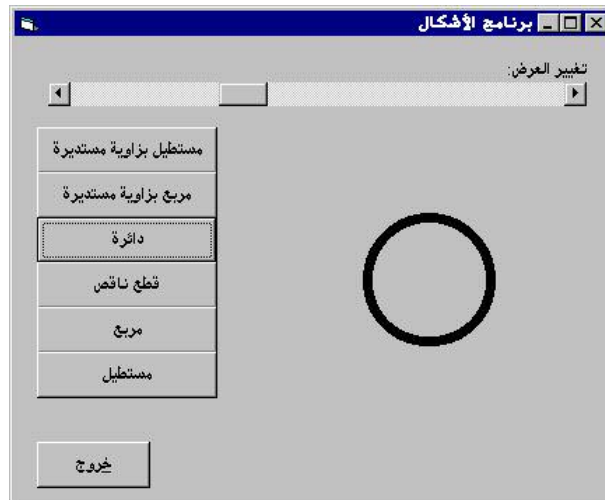 برنامج الأشكال
تغيير العرض:
مستطيل بزاوية مستديرة
مربع بزاوية مستديرة
دائرة
قطع ناقص
مربع
مستطيل
خروج